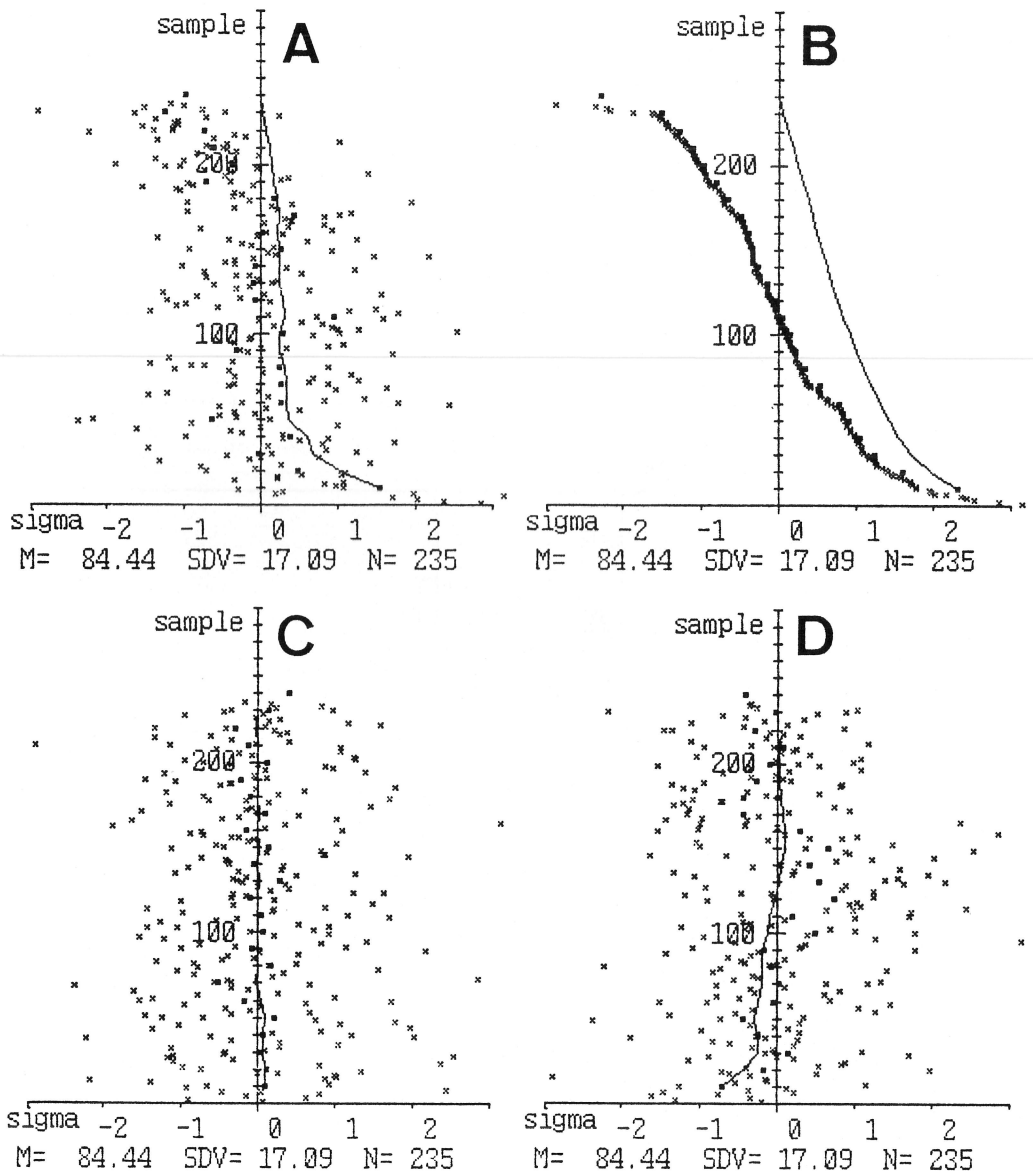 sample
A
200
100
sigma -2 -1 0 1 2
M= 84.44 SDV= 17.09 N= 235
sample
B
200
100
sigma -2 -1 0 1 2
M= 84.44 SDV= 17.09 N= 235
sample
C
200
100
sigma -2 -1 0 1 2
M= 84.44 SDV= 17.09 N= 235
sample
D
200
100
sigma -2 -1 0 1 2
M= 84.44 SDV= 17.09 N= 235